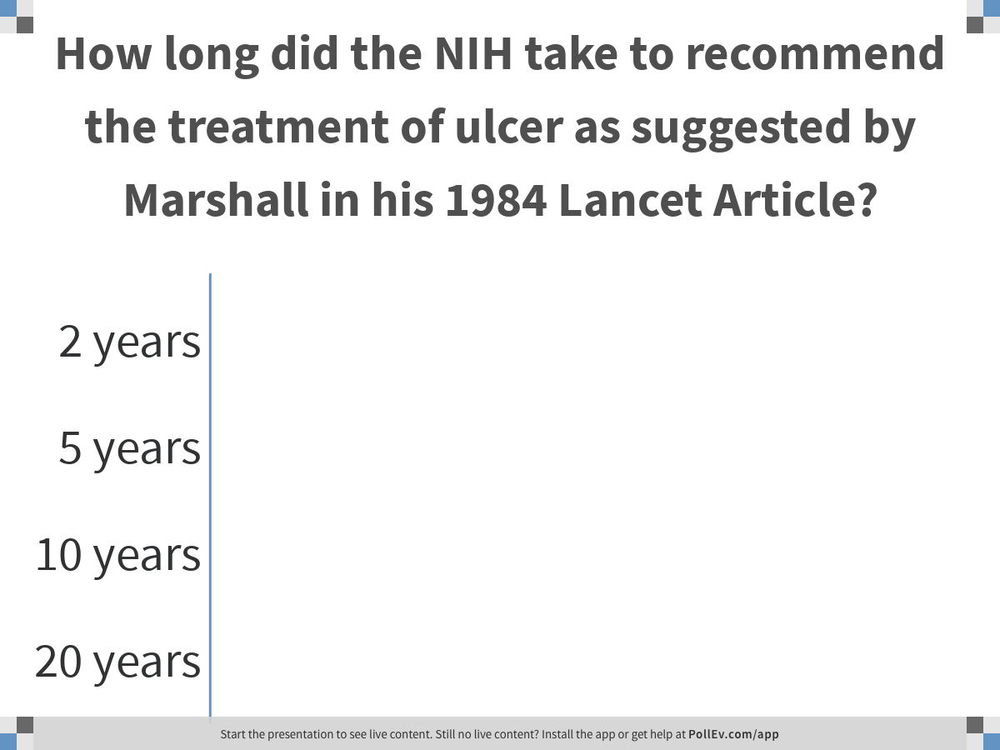 How long did the NIH take to recommend
the treatment of ulcer as suggested by
Marshall in his 1984 Lancet Article?
2 years
5 years
10 years
20 years
Start the presentation to see live content. Still no live content? Install the app or get help at PollEv.com/app